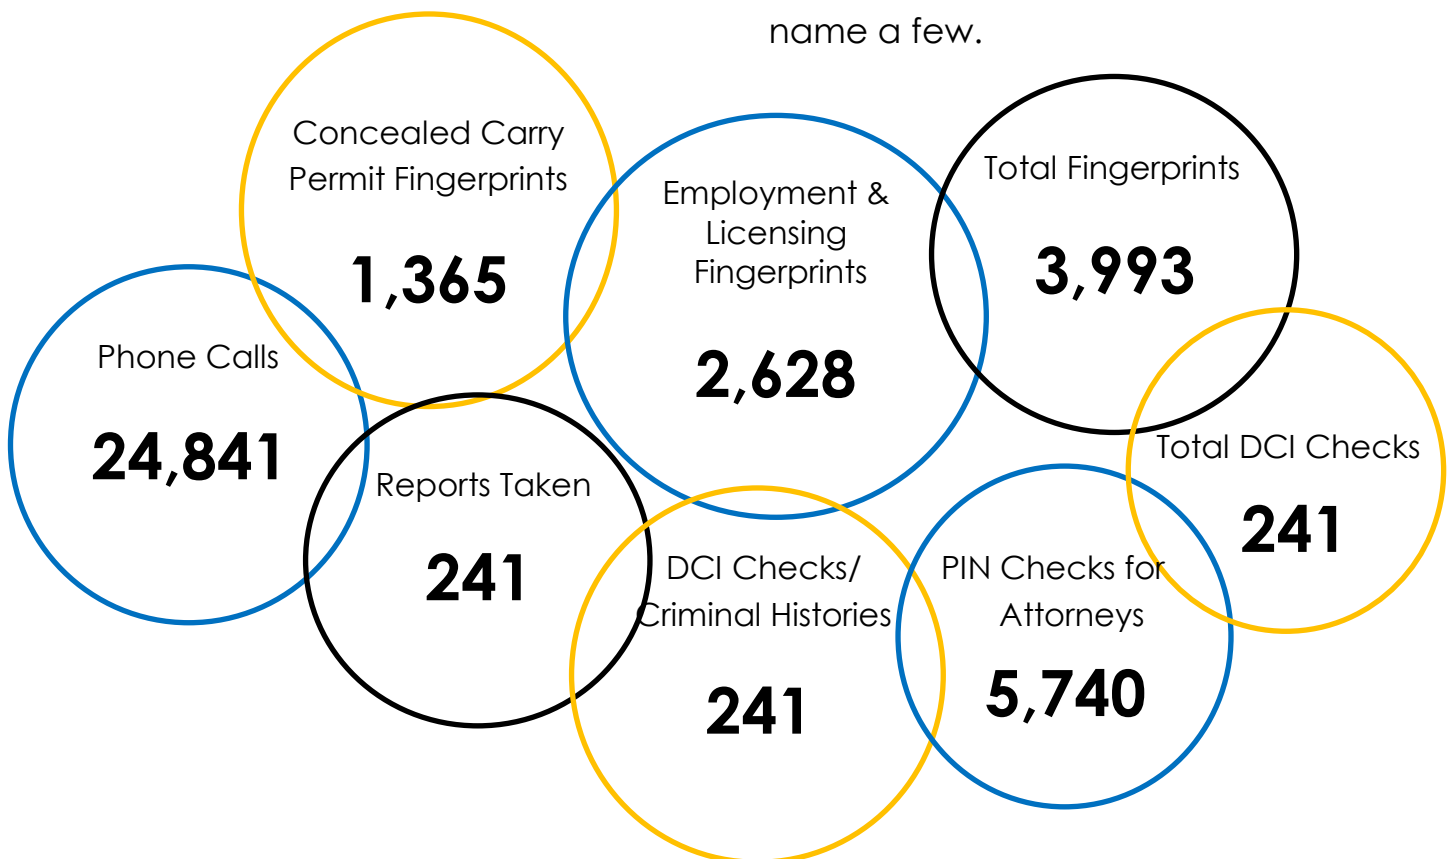 name a few.
Concealed Carry
Permit Fingerprints
1,365
Employment &
Licensing
Fingerprints
2,628
Total Fingerprints
3,993
Phone Calls
24,841
Reports Taken
241
DCI Checks/
Criminal Histories
241
PIN Checks for
Attorneys
5,740
Total DCI Checks
241